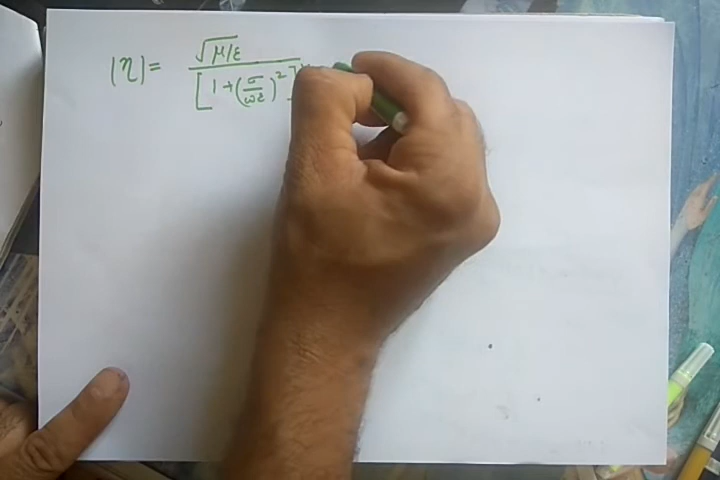 |η| = √μ/ε / [1+(σ/ωε)²]